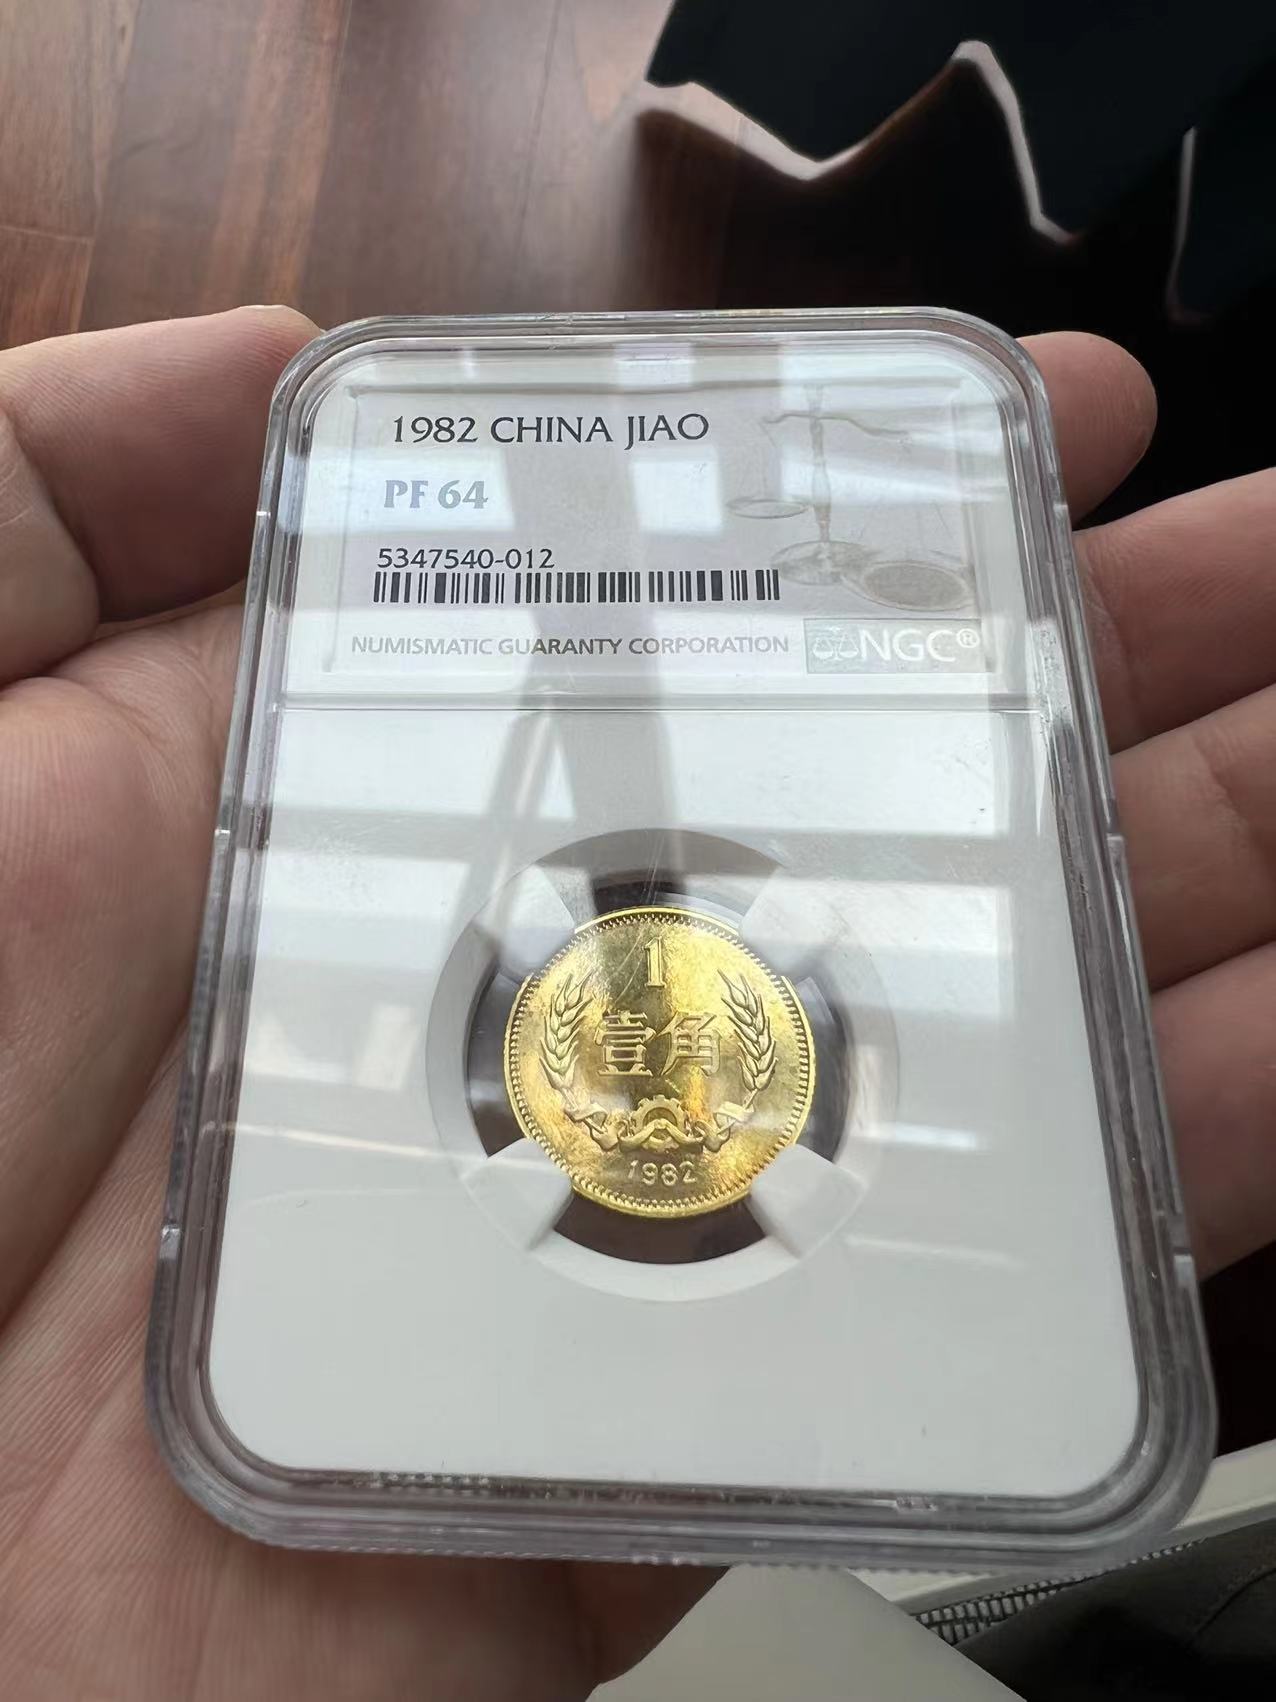 1982 CHINA JIAO
PF 64
5347540-012
NUMISMATIC GUARANTY CORPORATION NGC®
1
壹角
1982